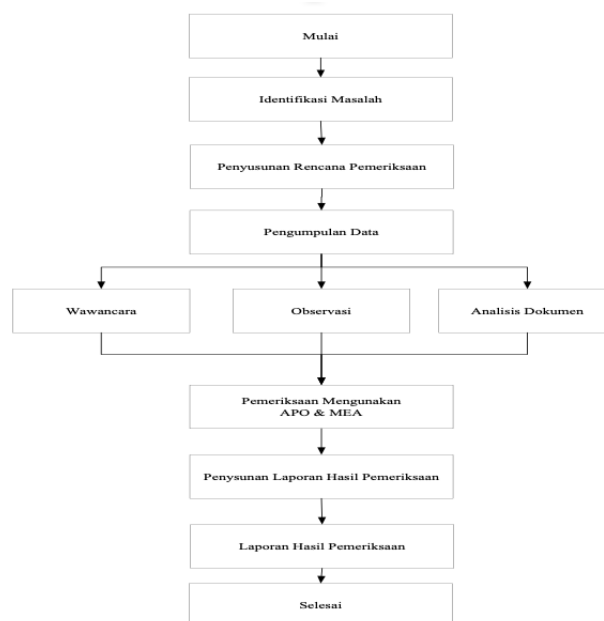 Mulai
Identifikasi Masalah
Penyusunan Rencana Pemeriksaan
Pengumpulan Data
Wawancara
Observasi
Analisis Dokumen
Pemeriksaan Mengunakan
APO & MEA
Penysunan Laporan Hasil Pemeriksaan
Laporan Hasil Pemeriksaan
Selesai